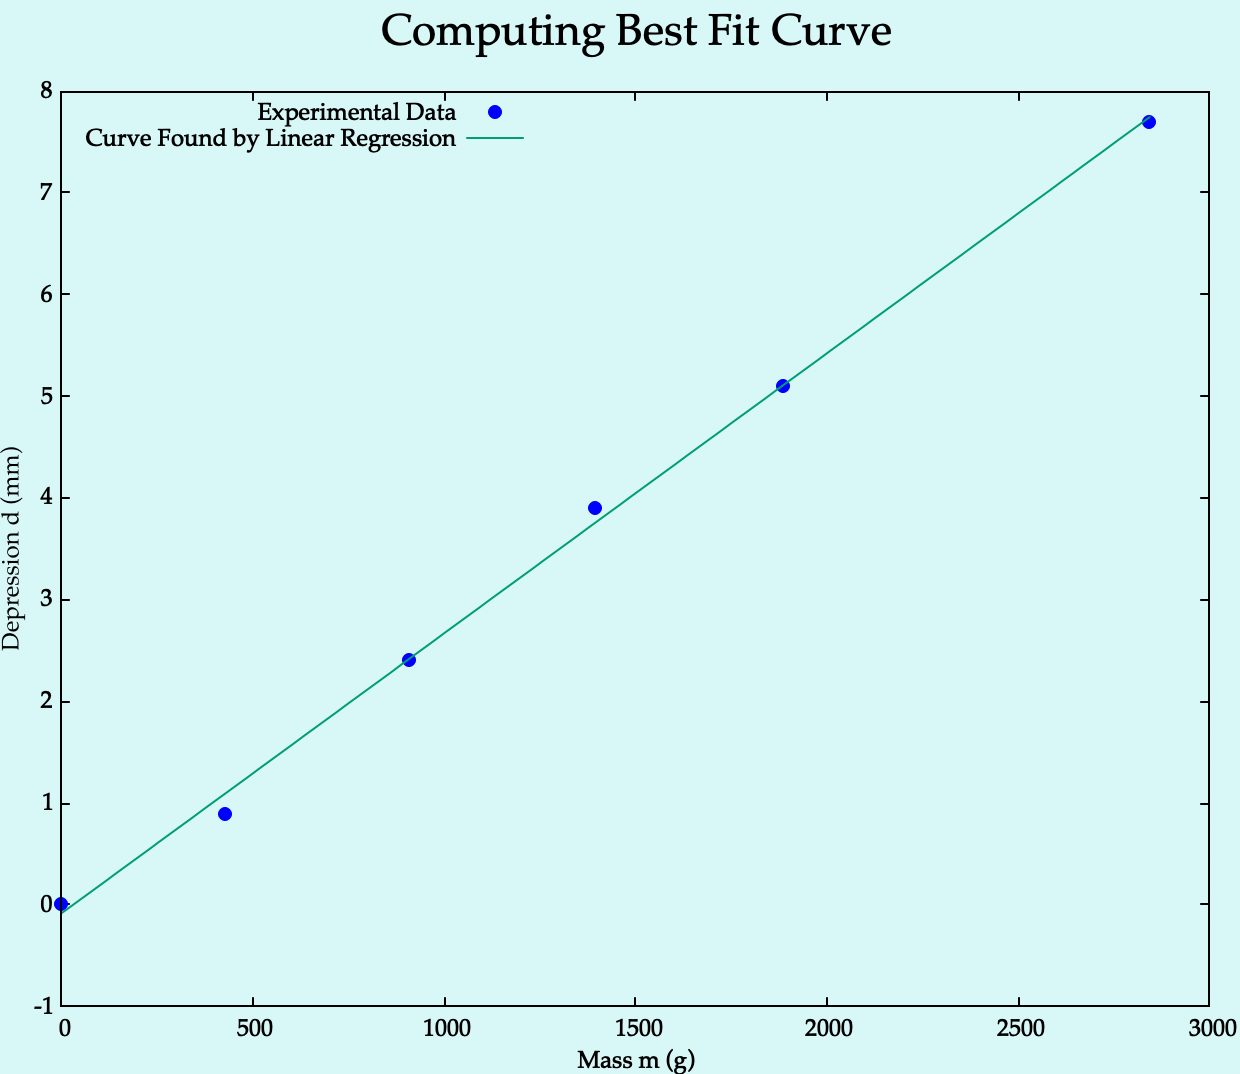 Computing Best Fit Curve
8
7
6
5
4
3
2
1
0
-1
Experimental Data
Curve Found by Linear Regression
Depression d (mm)
0 500 1000 1500 2000 2500 3000
Mass m (g)